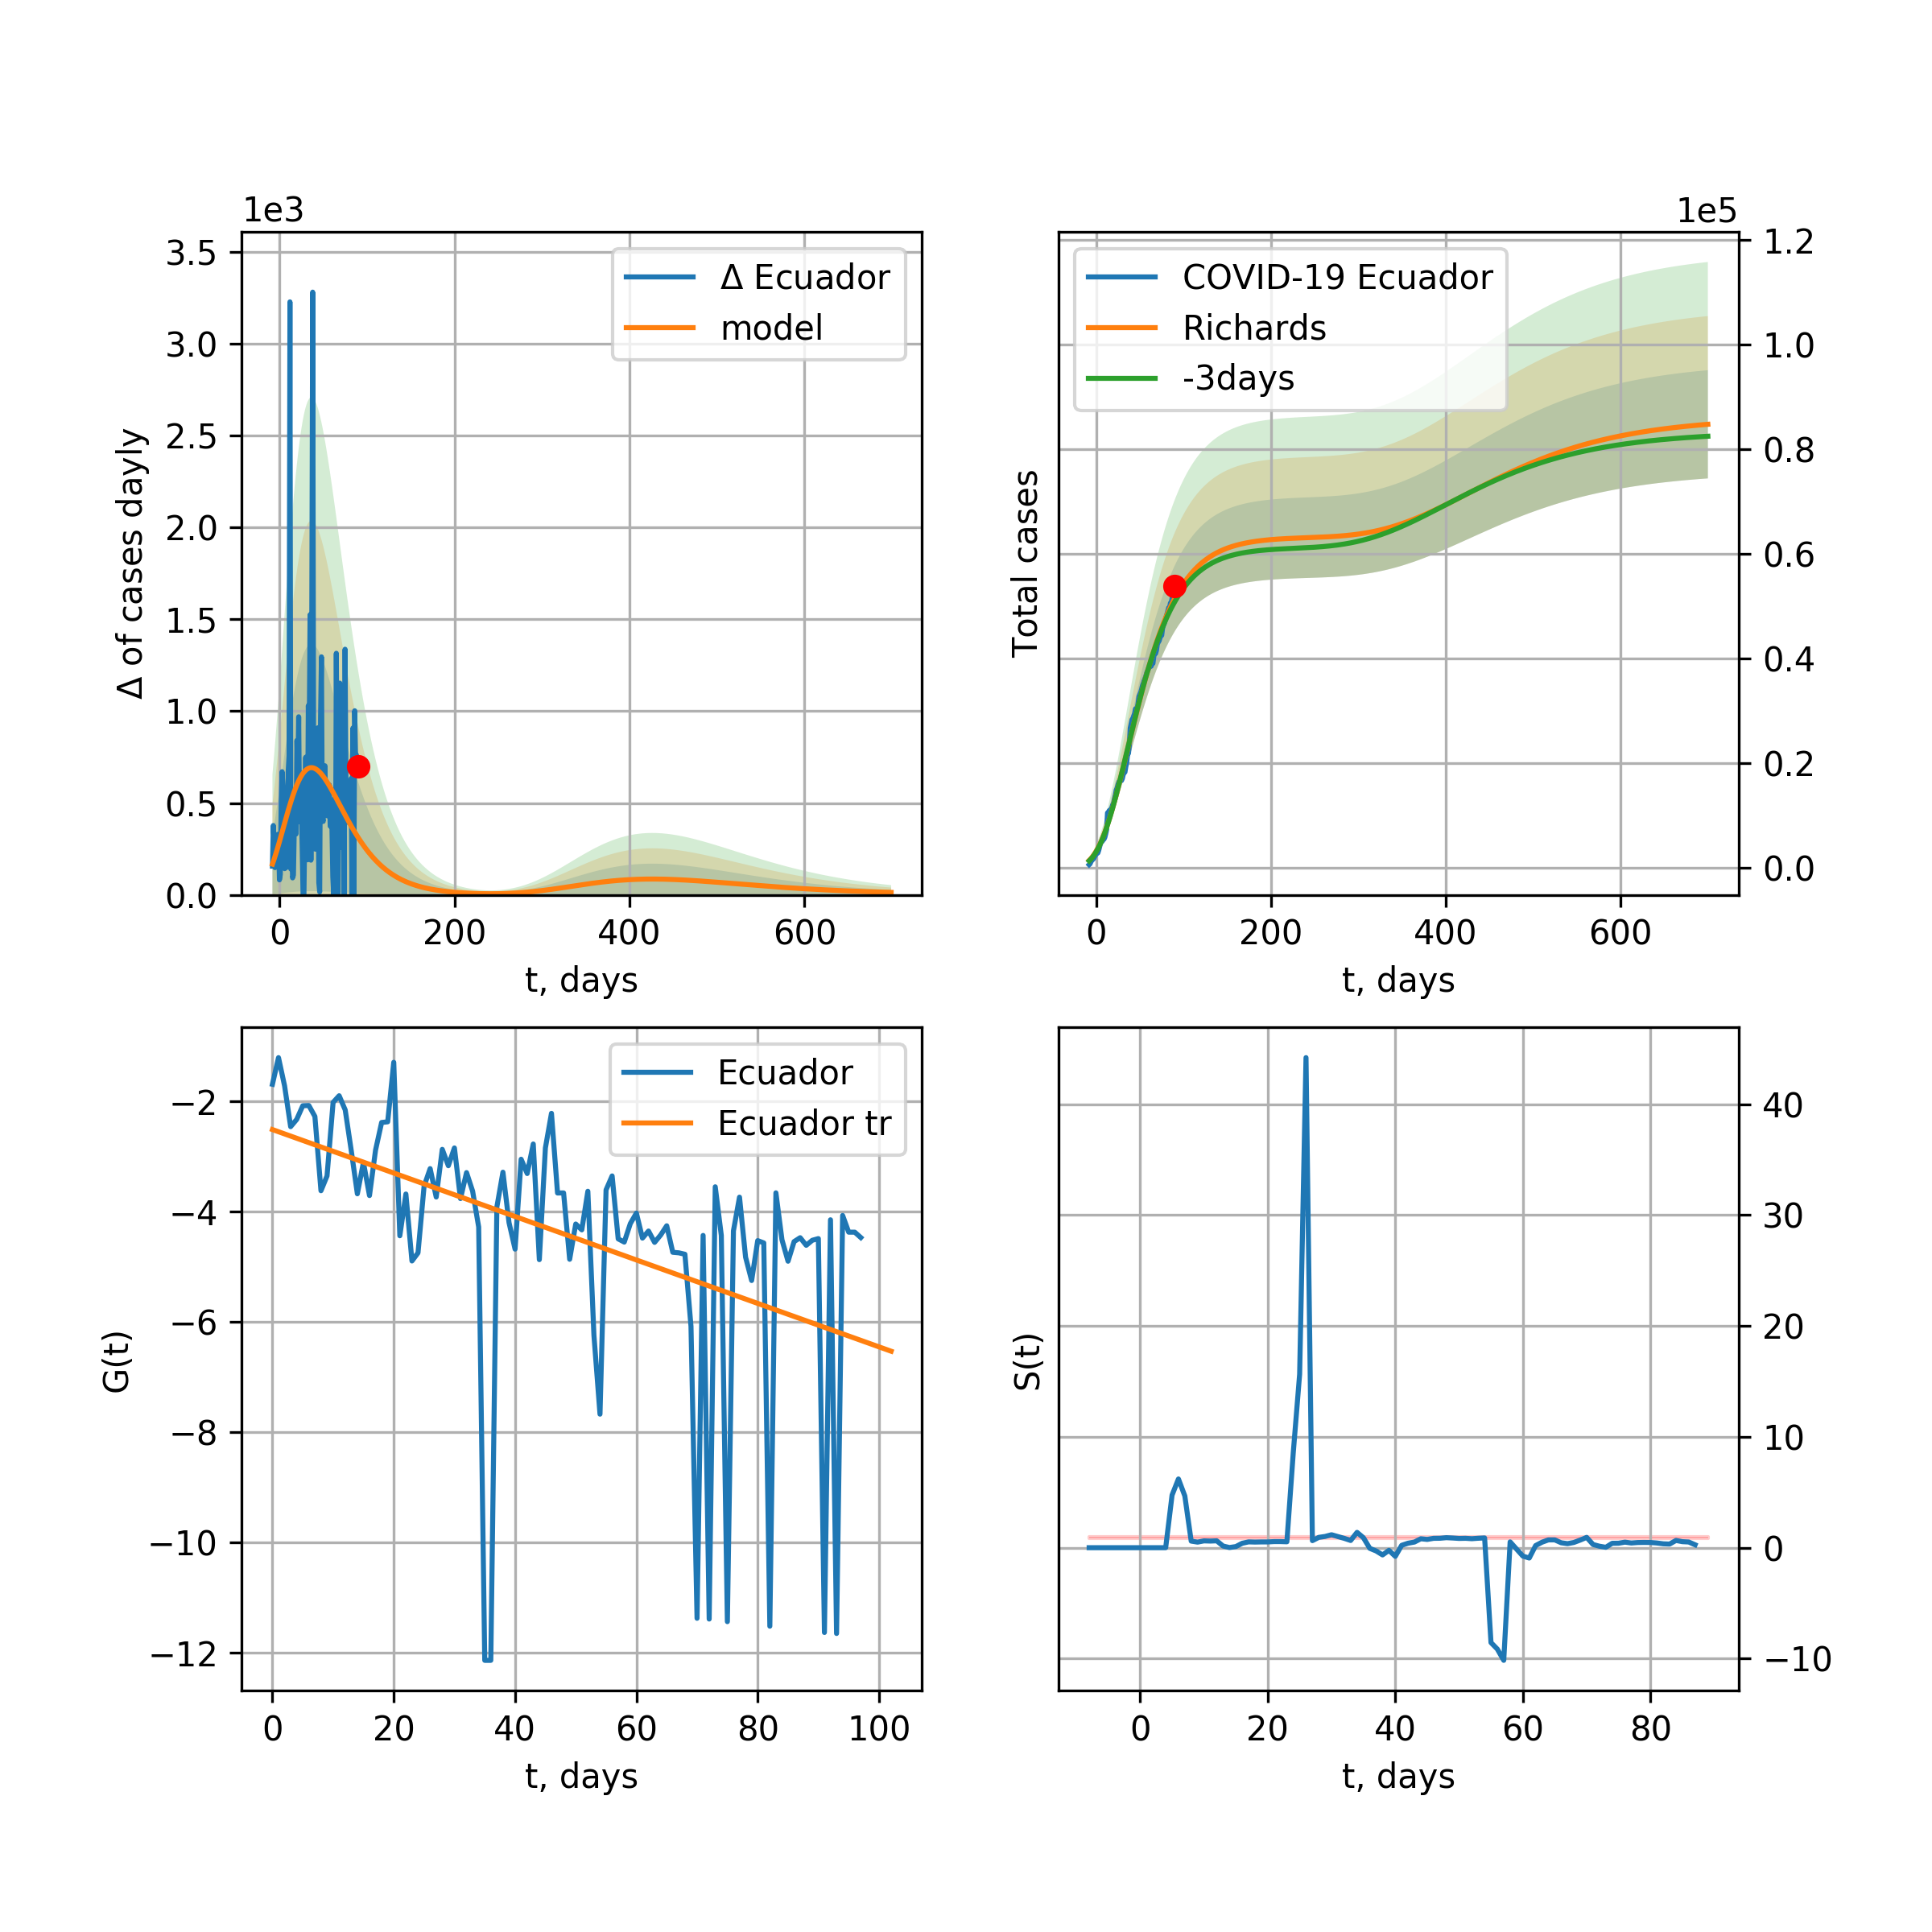 1e3
3.5
3.0
2.5
2.0
1.5
1.0
0.5
0.0
Δ of cases dayly
Δ Ecuador
model
0 200 400 600
t, days
1e5
1.2
1.0
0.8
0.6
0.4
0.2
0.0
Total cases
COVID-19 Ecuador
Richards
-3days
0 200 400 600
t, days
−2
−4
−6
−8
−10
−12
G(t)
Ecuador
Ecuador tr
0 20 40 60 80 100
t, days
40
30
20
10
0
−10
S(t)
0 20 40 60 80
t, days